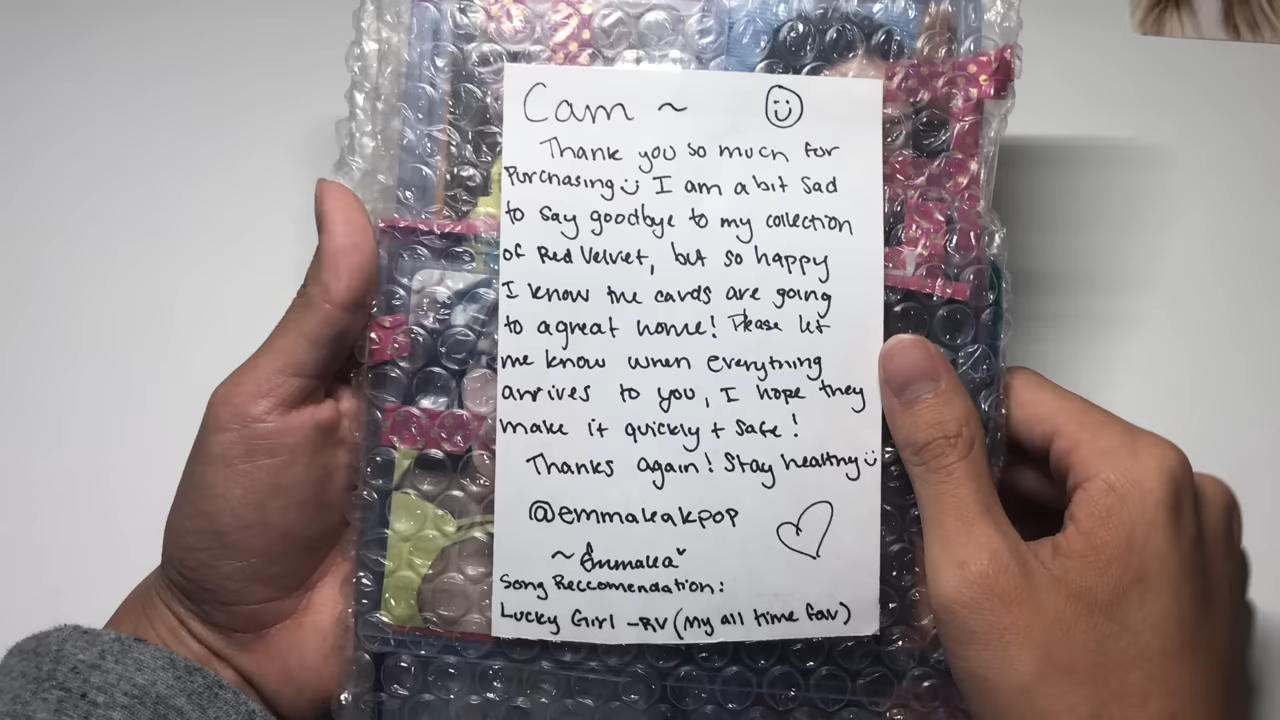 Cam ~
Thank you so much for
purchasing I am a bit sad
to say goodbye to my collection
of Red Velvet, but so happy
I know the cards are going
to a great home! Please let
me know when everything
arrives to you, I hope they
make it quickly + safe!
Thanks again! Stay healthy
@emmaleakpop
~Emmalea
Song Reccomendation:
Lucky Girl -RV (My all time fav)